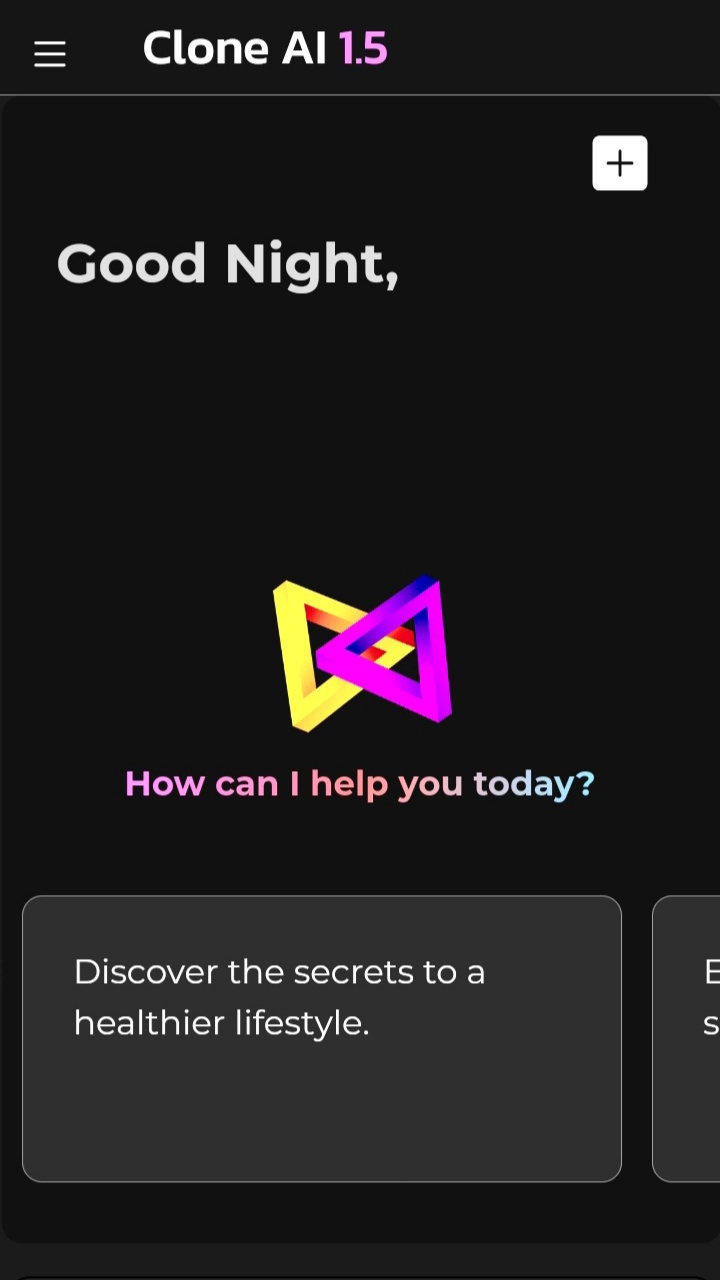 Clone AI 1.5
Good Night,
How can I help you today?
Discover the secrets to a
healthier lifestyle.